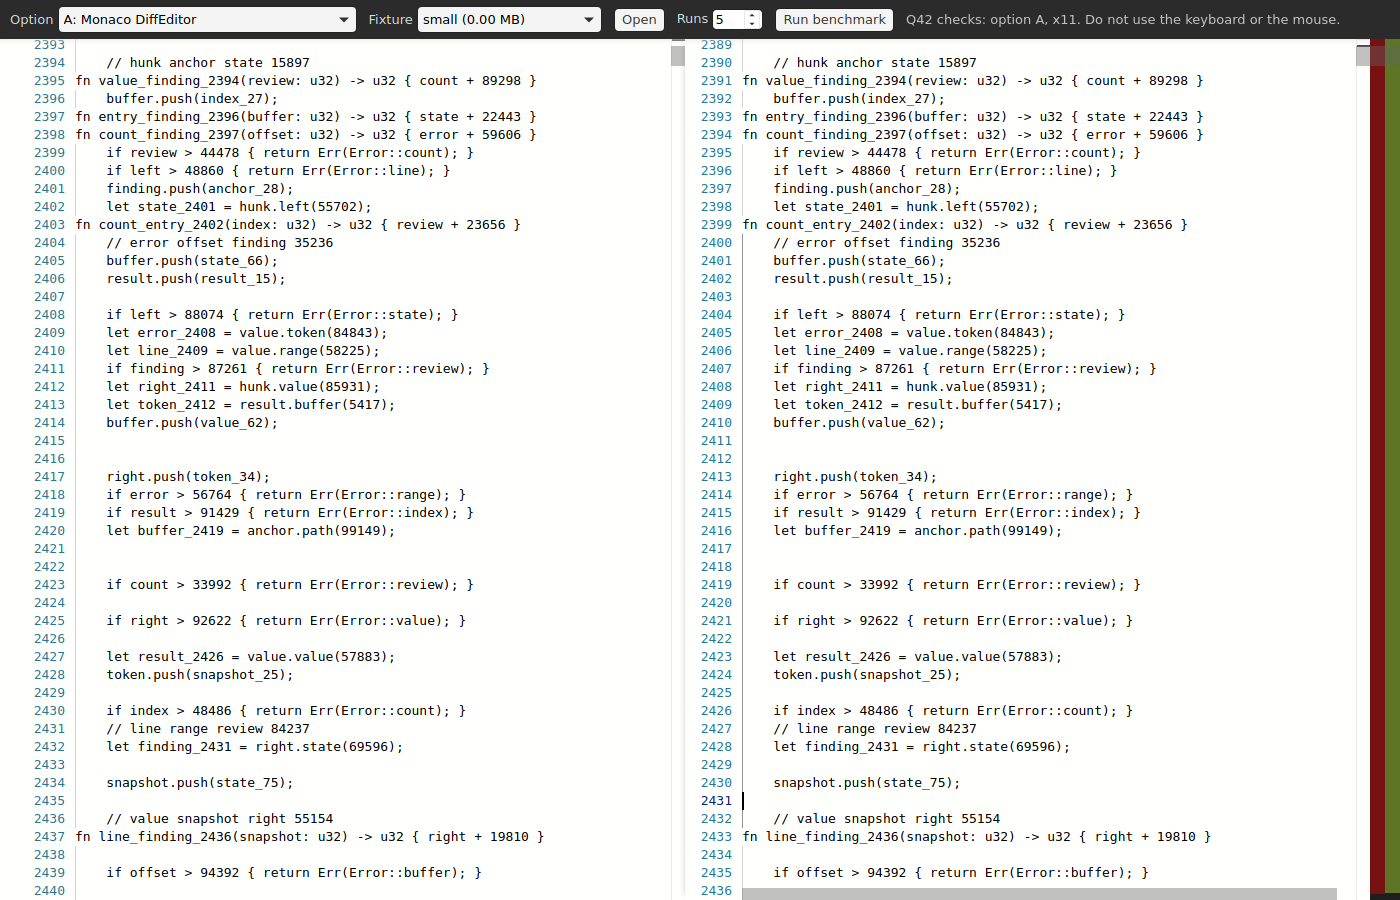 Option A: Monaco DiffEditor Fixture small (0.00 MB) Open Runs 5 Run benchmark Q42 checks: option A, x11. Do not use the keyboard or the mouse.
2393
2394 // hunk anchor state 15897
2395 fn value_finding_2394(review: u32) -> u32 { count + 89298 }
2396 buffer.push(index_27);
2397 fn entry_finding_2396(buffer: u32) -> u32 { state + 22443 }
2398 fn count_finding_2397(offset: u32) -> u32 { error + 59606 }
2399 if review > 44478 { return Err(Error::count); }
2400 if left > 48860 { return Err(Error::line); }
2401 finding.push(anchor_28);
2402 let state_2401 = hunk.left(55702);
2403 fn count_entry_2402(index: u32) -> u32 { review + 23656 }
2404 // error offset finding 35236
2405 buffer.push(state_66);
2406 result.push(result_15);
2407
2408 if left > 88074 { return Err(Error::state); }
2409 let error_2408 = value.token(84843);
2410 let line_2409 = value.range(58225);
2411 if finding > 87261 { return Err(Error::review); }
2412 let right_2411 = hunk.value(85931);
2413 let token_2412 = result.buffer(5417);
2414 buffer.push(value_62);
2415
2416
2417 right.push(token_34);
2418 if error > 56764 { return Err(Error::range); }
2419 if result > 91429 { return Err(Error::index); }
2420 let buffer_2419 = anchor.path(99149);
2421
2422
2423 if count > 33992 { return Err(Error::review); }
2424
2425 if right > 92622 { return Err(Error::value); }
2426
2427 let result_2426 = value.value(57883);
2428 token.push(snapshot_25);
2429
2430 if index > 48486 { return Err(Error::count); }
2431 // line range review 84237
2432 let finding_2431 = right.state(69596);
2433
2434 snapshot.push(state_75);
2435
2436 // value snapshot right 55154
2437 fn line_finding_2436(snapshot: u32) -> u32 { right + 19810 }
2438
2439 if offset > 94392 { return Err(Error::buffer); }
2440
2389
2390 // hunk anchor state 15897
2391 fn value_finding_2394(review: u32) -> u32 { count + 89298 }
2392 buffer.push(index_27);
2393 fn entry_finding_2396(buffer: u32) -> u32 { state + 22443 }
2394 fn count_finding_2397(offset: u32) -> u32 { error + 59606 }
2395 if review > 44478 { return Err(Error::count); }
2396 if left > 48860 { return Err(Error::line); }
2397 finding.push(anchor_28);
2398 let state_2401 = hunk.left(55702);
2399 fn count_entry_2402(index: u32) -> u32 { review + 23656 }
2400 // error offset finding 35236
2401 buffer.push(state_66);
2402 result.push(result_15);
2403
2404 if left > 88074 { return Err(Error::state); }
2405 let error_2408 = value.token(84843);
2406 let line_2409 = value.range(58225);
2407 if finding > 87261 { return Err(Error::review); }
2408 let right_2411 = hunk.value(85931);
2409 let token_2412 = result.buffer(5417);
2410 buffer.push(value_62);
2411
2412
2413 right.push(token_34);
2414 if error > 56764 { return Err(Error::range); }
2415 if result > 91429 { return Err(Error::index); }
2416 let buffer_2419 = anchor.path(99149);
2417
2418
2419 if count > 33992 { return Err(Error::review); }
2420
2421 if right > 92622 { return Err(Error::value); }
2422
2423 let result_2426 = value.value(57883);
2424 token.push(snapshot_25);
2425
2426 if index > 48486 { return Err(Error::count); }
2427 // line range review 84237
2428 let finding_2431 = right.state(69596);
2429
2430 snapshot.push(state_75);
2431
2432 // value snapshot right 55154
2433 fn line_finding_2436(snapshot: u32) -> u32 { right + 19810 }
2434
2435 if offset > 94392 { return Err(Error::buffer); }
2436